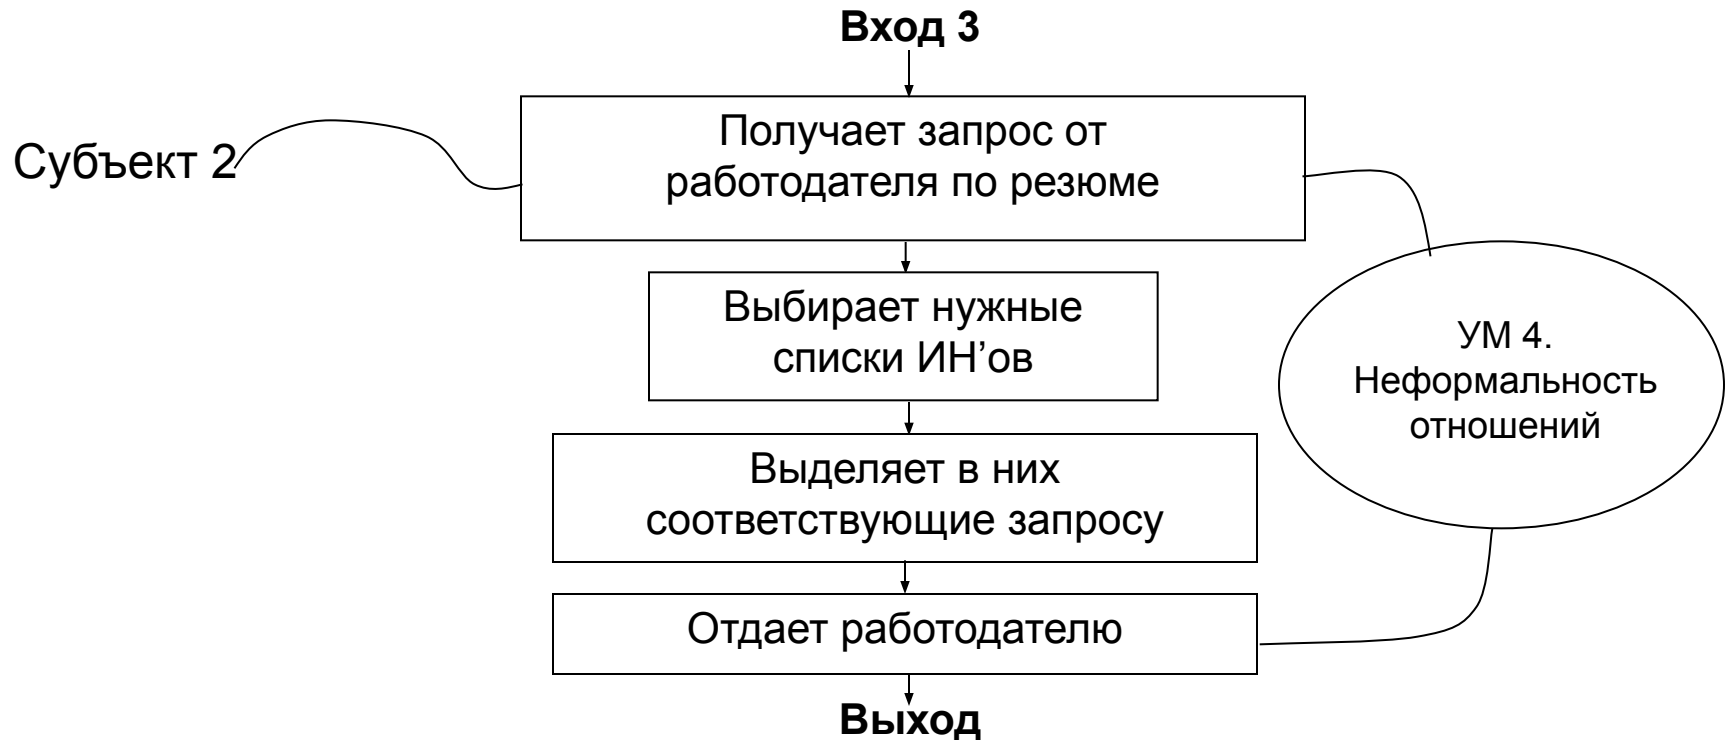 Вход 3
Субъект 2
Получает запрос от
работодателя по резюме
Выбирает нужные
списки ИН’ов
УМ 4.
Неформальность
отношений
Выделяет в них
соответствующие запросу
Отдает работодателю
Выход